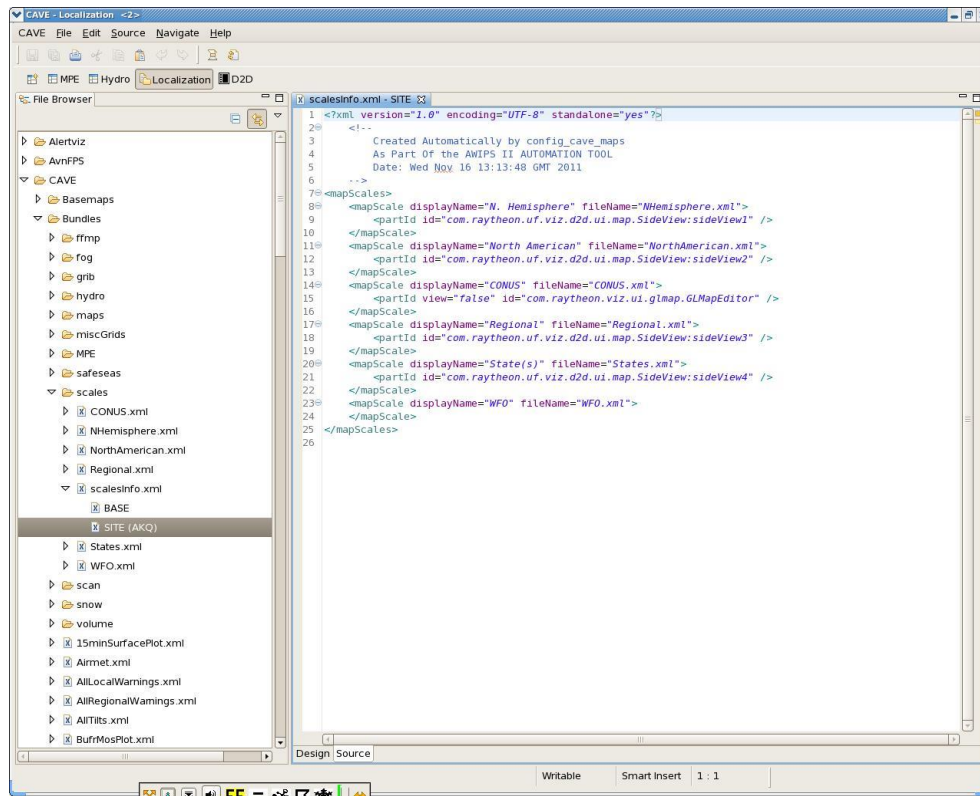 CAVE - Localization <2>
CAVE File Edit Source Navigate Help
MPE Hydro Localization D2D
File Browser
Alertviz
AvnFPS
CAVE
Basemaps
Bundles
ffmp
fog
grib
hydro
maps
miscGrids
MPE
safeseas
scales
CONUS.xml
NHemisphere.xml
NorthAmerican.xml
Regional.xml
scalesInfo.xml
BASE
SITE (AKQ)
States.xml
WFO.xml
scan
snow
volume
15minSurfacePlot.xml
Airmet.xml
AllLocalWarnings.xml
AllRegionalWarnings.xml
AllTilts.xml
BufrMosPlot.xml
scalesInfo.xml - SITE
1 <?xml version="1.0" encoding="UTF-8" standalone="yes"?>
2 <!--
3 Created Automatically by config_cave_maps
4 As Part Of the AWIPS II AUTOMATION TOOL
5 Date: Wed Nov 16 13:13:48 GMT 2011
6 -->
7 <mapScales>
8 <mapScale displayName="N. Hemisphere" fileName="NHemisphere.xml">
9 <partId id="com.raytheon.uf.viz.d2d.ui.map.SideView:sideView1" />
10 </mapScale>
11 <mapScale displayName="North American" fileName="NorthAmerican.xml">
12 <partId id="com.raytheon.uf.viz.d2d.ui.map.SideView:sideView2" />
13 </mapScale>
14 <mapScale displayName="CONUS" fileName="CONUS.xml">
15 <partId view="false" id="com.raytheon.viz.ui.glmap.GLMapEditor" />
16 </mapScale>
17 <mapScale displayName="Regional" fileName="Regional.xml">
18 <partId id="com.raytheon.uf.viz.d2d.ui.map.SideView:sideView3" />
19 </mapScale>
20 <mapScale displayName="State(s)" fileName="States.xml">
21 <partId id="com.raytheon.uf.viz.d2d.ui.map.SideView:sideView4" />
22 </mapScale>
23 <mapScale displayName="WFO" fileName="WFO.xml">
24 </mapScale>
25 </mapScales>
26
Design Source
Writable Smart Insert 1 : 1